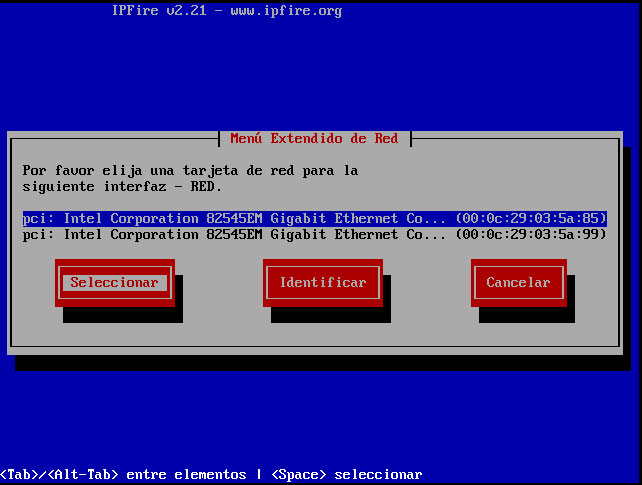 IPFire v2.21 - www.ipfire.org
Menú Extendido de Red
Por favor elija una tarjeta de red para la
siguiente interfaz - RED.
pci: Intel Corporation 82545EM Gigabit Ethernet Co... (00:0c:29:03:5a:85)
pci: Intel Corporation 82545EM Gigabit Ethernet Co... (00:0c:29:03:5a:99)
Seleccionar Identificar Cancelar
<Tab>/<Alt-Tab> entre elementos | <Space> seleccionar